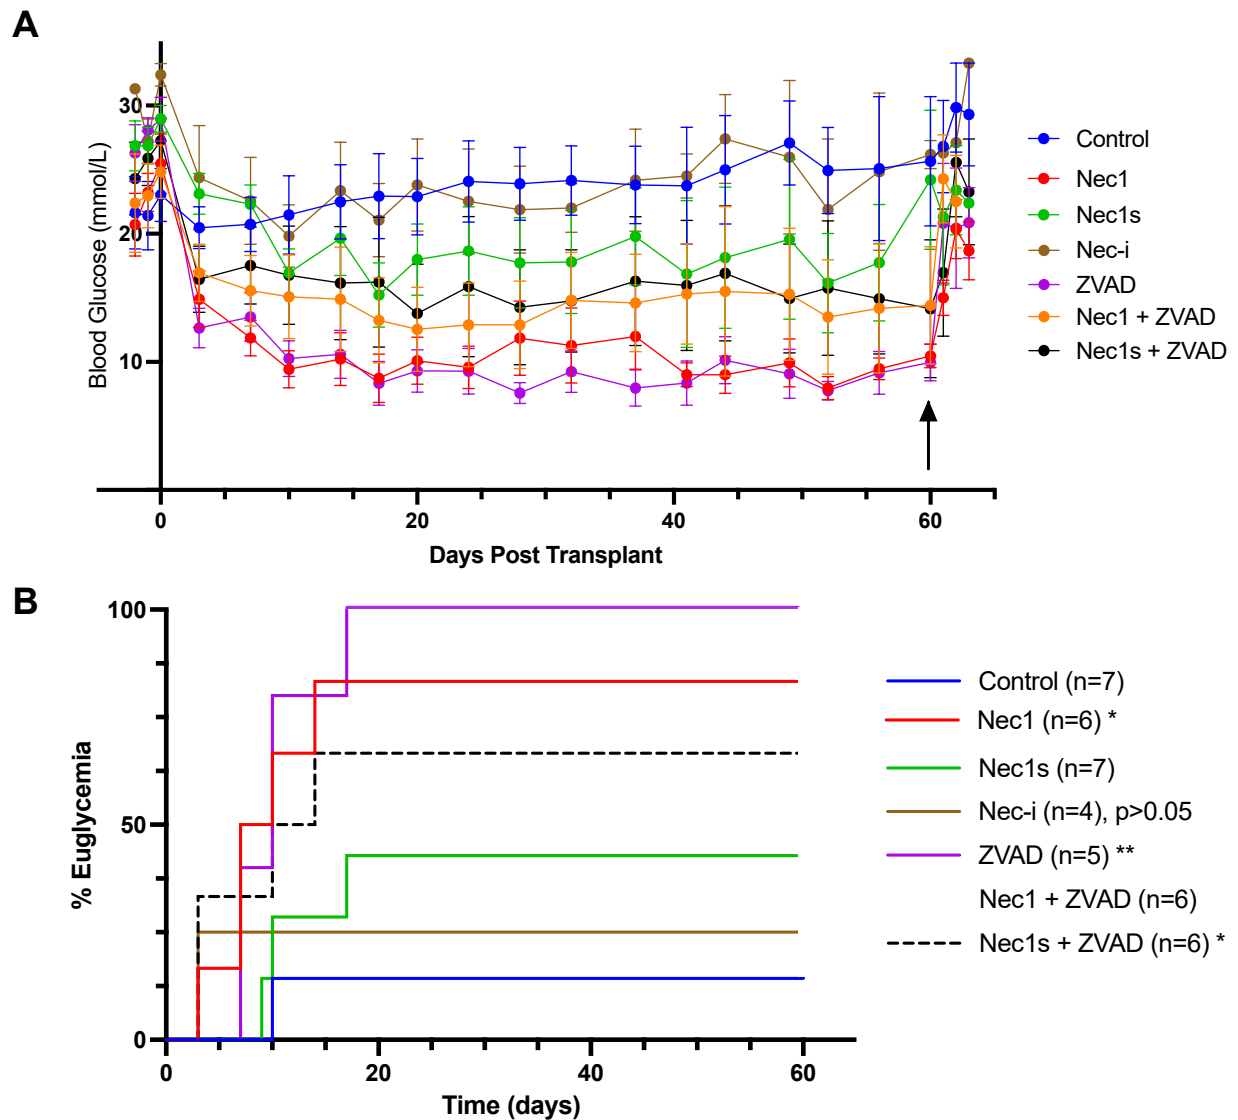 A
Blood Glucose (mmol/L)
30
20
10
0
20
40
60
Days Post Transplant
Control
Nec1
Nec1s
Nec-i
ZVAD
Nec1 + ZVAD
Nec1s + ZVAD
B
% Euglycemia
100
50
0
0
20
40
60
Time (days)
Control (n=7)
Nec1 (n=6) *
Nec1s (n=7)
Nec-i (n=4), p>0.05
ZVAD (n=5) **
Nec1 + ZVAD (n=6)
Nec1s + ZVAD (n=6) *